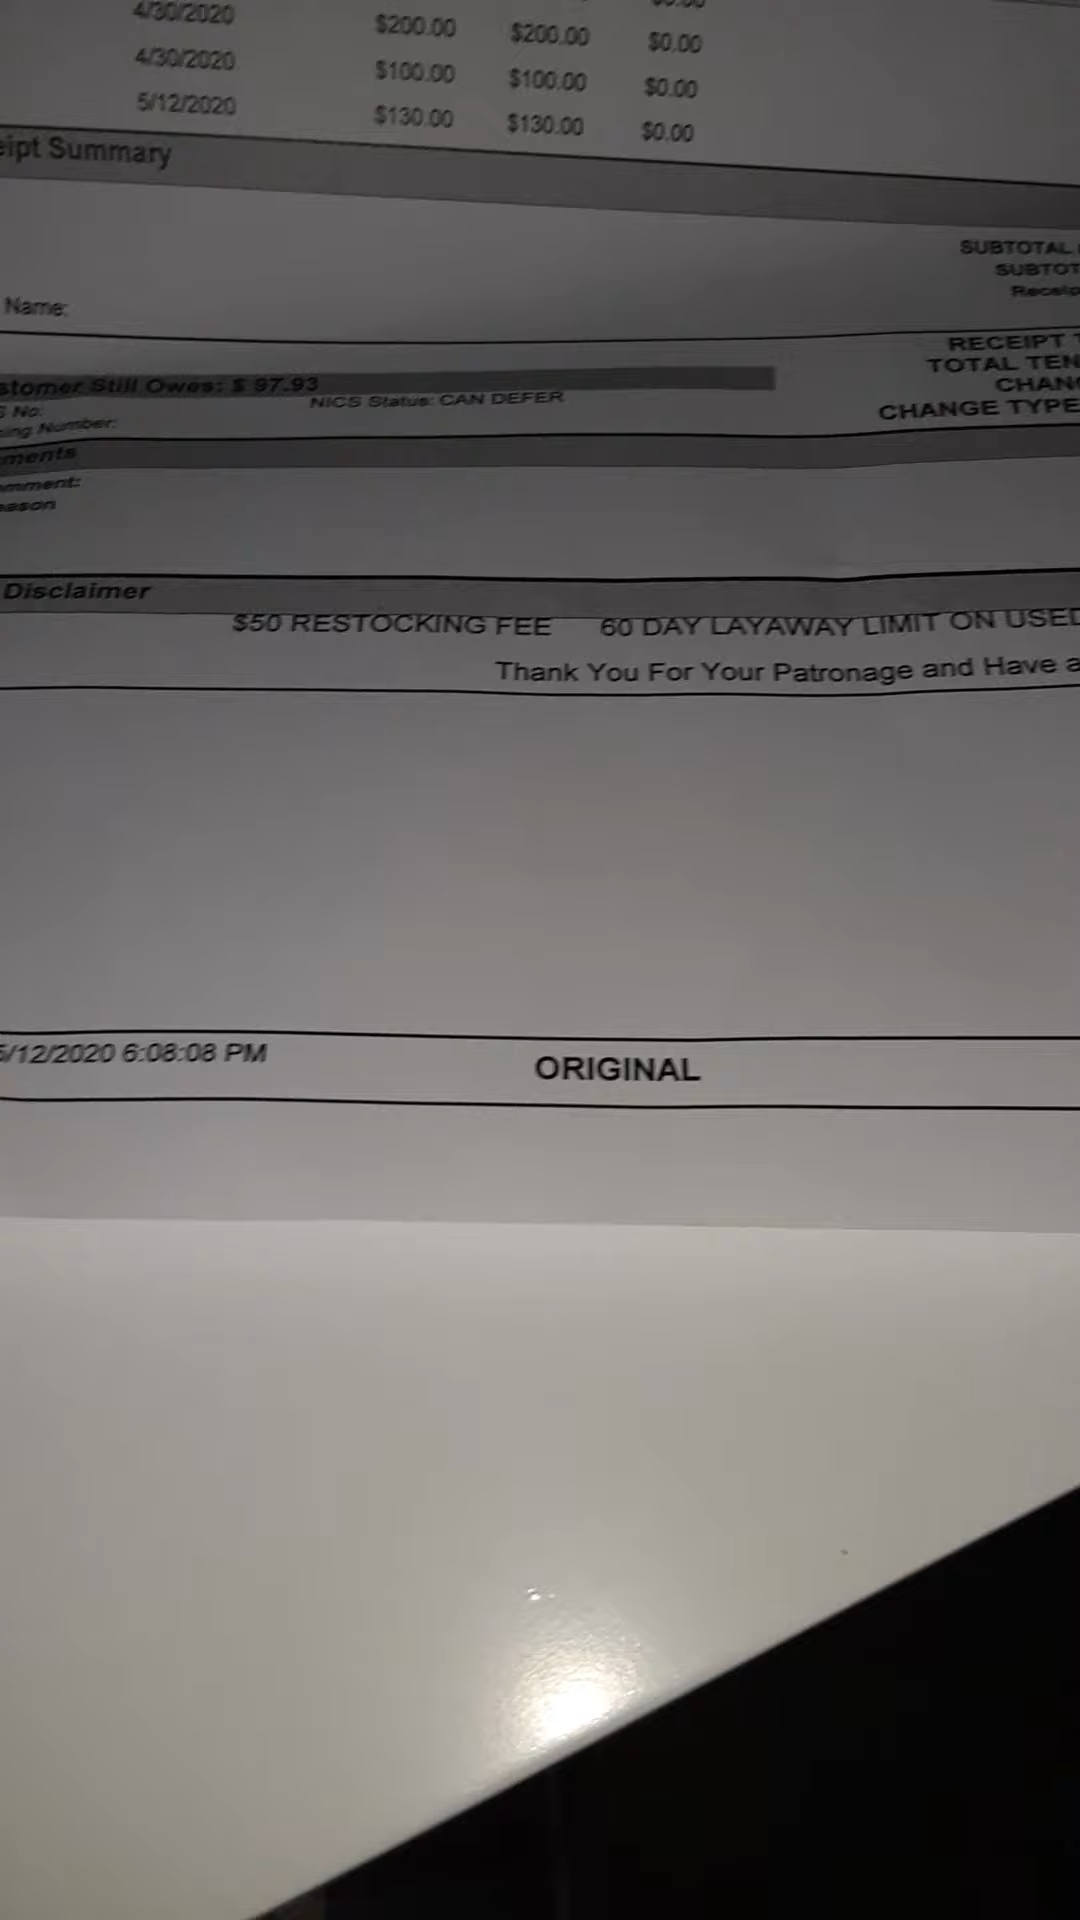 4/30/2020 $200.00 $200.00 $0.00
4/30/2020 $100.00 $100.00 $0.00
5/12/2020 $130.00 $130.00 $0.00
eipt Summary
SUBTOTAL
SUBTOT
Receip
Name:
RECEIPT T
TOTAL TEN
CHANG
CHANGE TYPE
stomer Still Owes: $ 97.93
S No: NICS Status: CAN DEFER
ing Number:
ments
mment:
eason
Disclaimer
$50 RESTOCKING FEE 60 DAY LAYAWAY LIMIT ON USED
Thank You For Your Patronage and Have a
5/12/2020 6:08:08 PM ORIGINAL